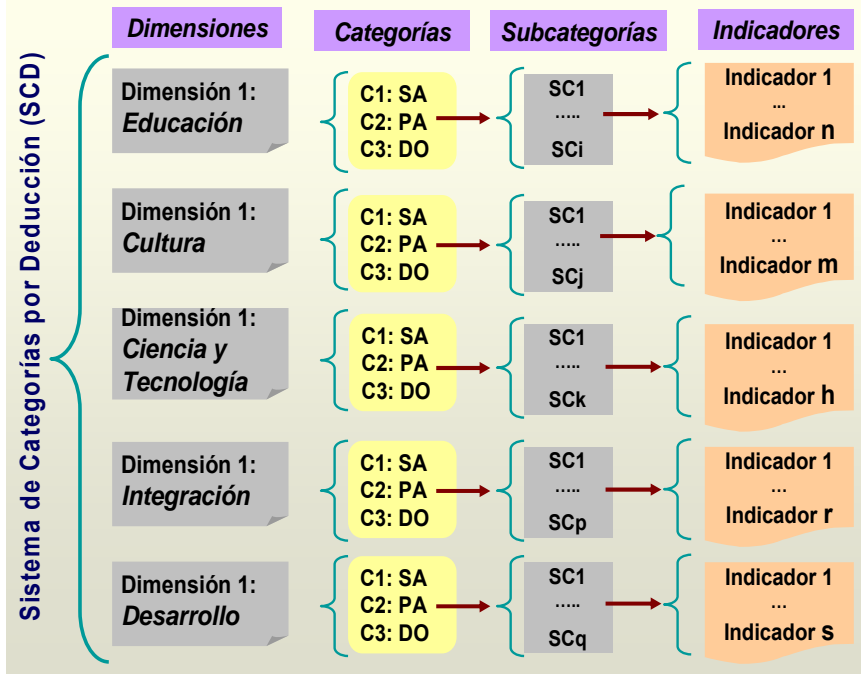 Sistema de Categorías por Deducción (SCD)
Dimensiones
Categorías
Subcategorías
Indicadores
Dimensión 1:
Educación
C1: SA
C2: PA
C3: DO
SC1
.....
SCi
Indicador 1
...
Indicador n
Dimensión 1:
Cultura
C1: SA
C2: PA
C3: DO
SC1
.....
SCj
Indicador 1
...
Indicador m
Dimensión 1:
Ciencia y
Tecnología
C1: SA
C2: PA
C3: DO
SC1
.....
SCk
Indicador 1
...
Indicador h
Dimensión 1:
Integración
C1: SA
C2: PA
C3: DO
SC1
.....
SCp
Indicador 1
...
Indicador r
Dimensión 1:
Desarrollo
C1: SA
C2: PA
C3: DO
SC1
.....
SCq
Indicador 1
...
Indicador s